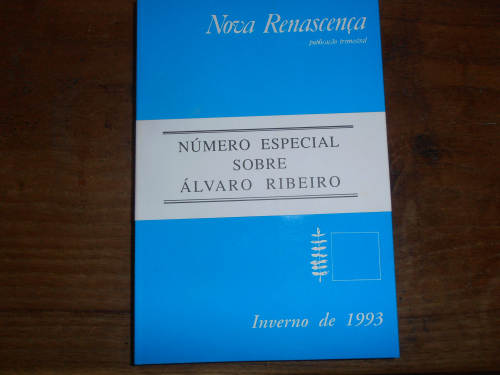 Nova Renascença
publicação trimestral
NÚMERO ESPECIAL
SOBRE
ÁLVARO RIBEIRO
Inverno de 1993